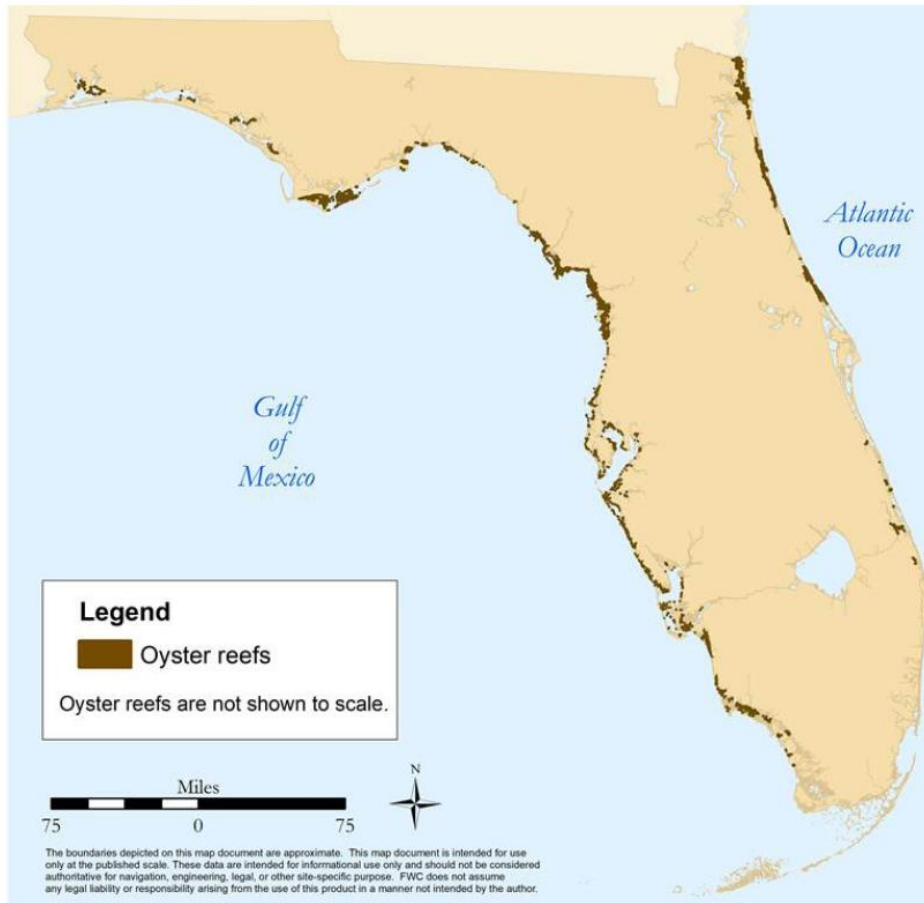 Atlantic
Ocean
Gulf
of
Mexico
Legend
Oyster reefs
Oyster reefs are not shown to scale.
Miles
75 0 75
N
The boundaries depicted on this map document are approximate. This map document is intended for use
only at the published scale. These data are intended for informational use only and should not be considered
authoritative for navigation, engineering, legal, or other site-specific purpose. FWC does not assume
any legal liability or responsibility arising from the use of this product in a manner not intended by the author.